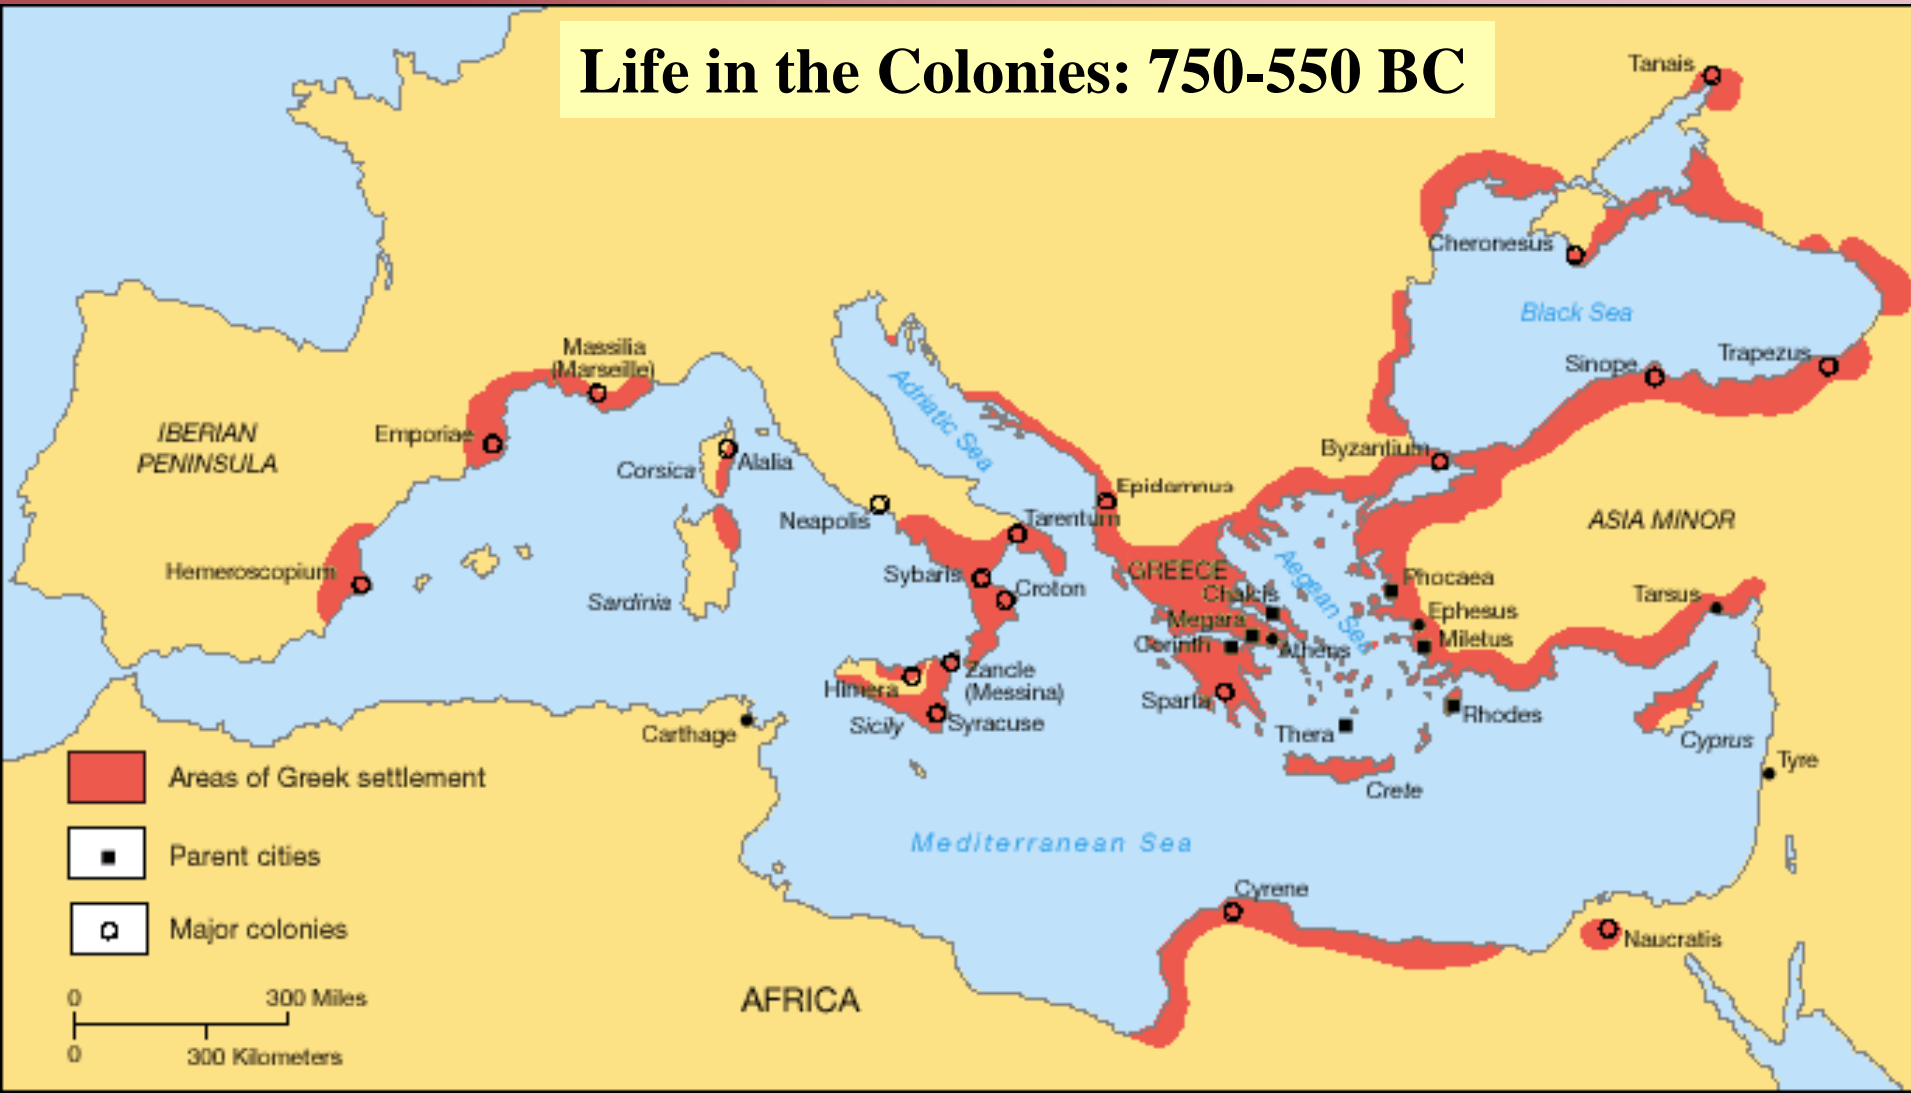 Life in the Colonies: 750-550 BC
Tanais
Cheronesus
Black Sea
Massilia
(Marseille)
Sinope
Trapezus
Adriatic Sea
IBERIAN
PENINSULA
Emporiae
Corsica
Alalia
Byzantium
Epidamnus
Neapolis
Tarentum
ASIA MINOR
Hemeroscopium
Sardinia
Sybaris
Croton
GREECE
Aegean Sea
Chalcis
Megara
Corinth
Athens
Phocaea
Ephesus
Miletus
Tarsus
Himera
Zancle
(Messina)
Sparta
Carthage
Sicily
Syracuse
Thera
Rhodes
Cyprus
Tyre
Crete
Areas of Greek settlement
Parent cities
Major colonies
Mediterranean Sea
Cyrene
Naucratis
AFRICA
0 300 Miles
0 300 Kilometers